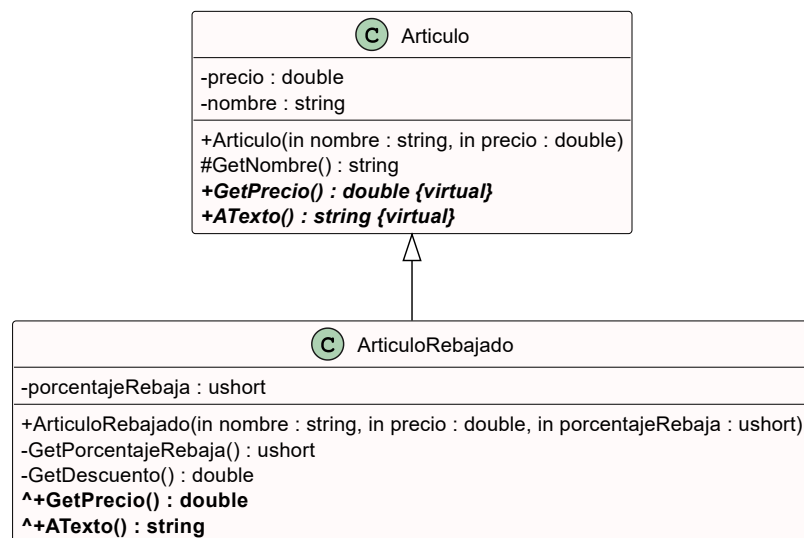 C Articulo
-precio : double
-nombre : string
+Articulo(in nombre : string, in precio : double)
#GetNombre() : string
+GetPrecio() : double {virtual}
+ATexto() : string {virtual}
C ArticuloRebajado
-porcentajeRebaja : ushort
+ArticuloRebajado(in nombre : string, in precio : double, in porcentajeRebaja : ushort)
-GetPorcentajeRebaja() : ushort
-GetDescuento() : double
^+GetPrecio() : double
^+ATexto() : string